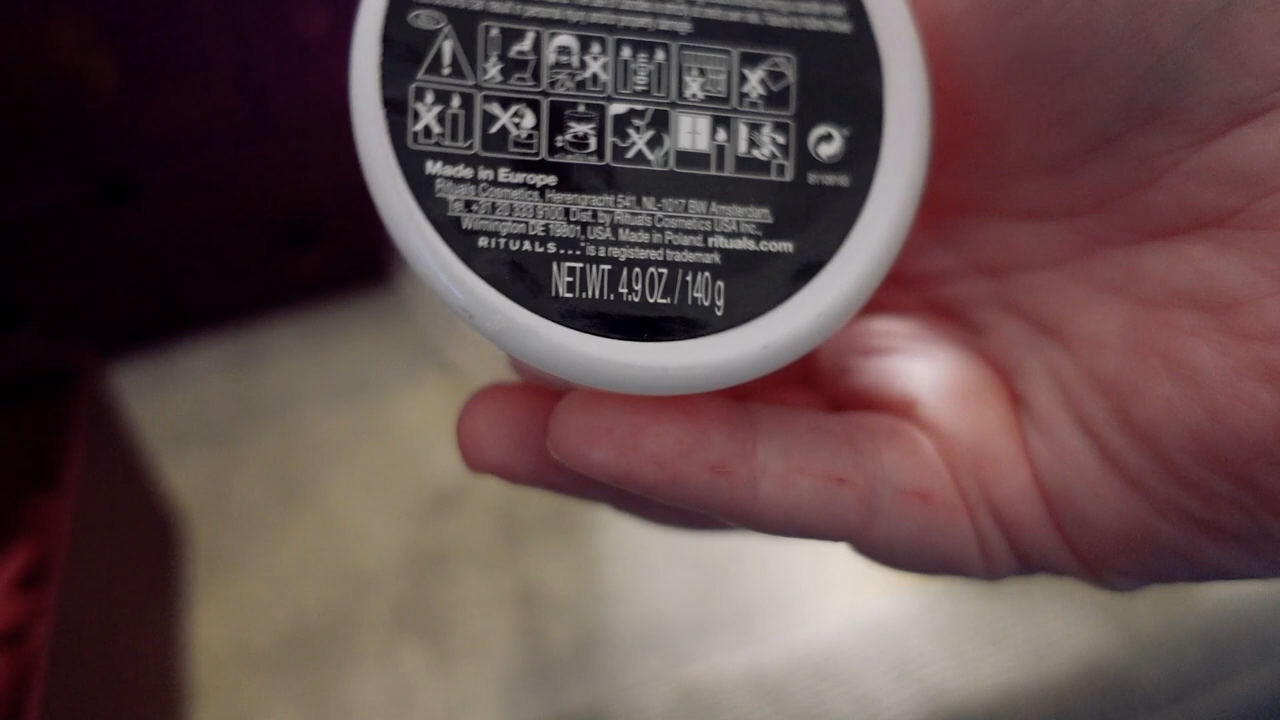 Made in Europe
Rituals Cosmetics, Herengracht 541, NL-1017 BW Amsterdam,
Tel. +31 20 333 9100. Dist. by Rituals Cosmetics USA Inc.,
Wilmington DE 19801, USA. Made in Poland. rituals.com
RITUALS... is a registered trademark
NET.WT. 4.9 OZ. / 140 g